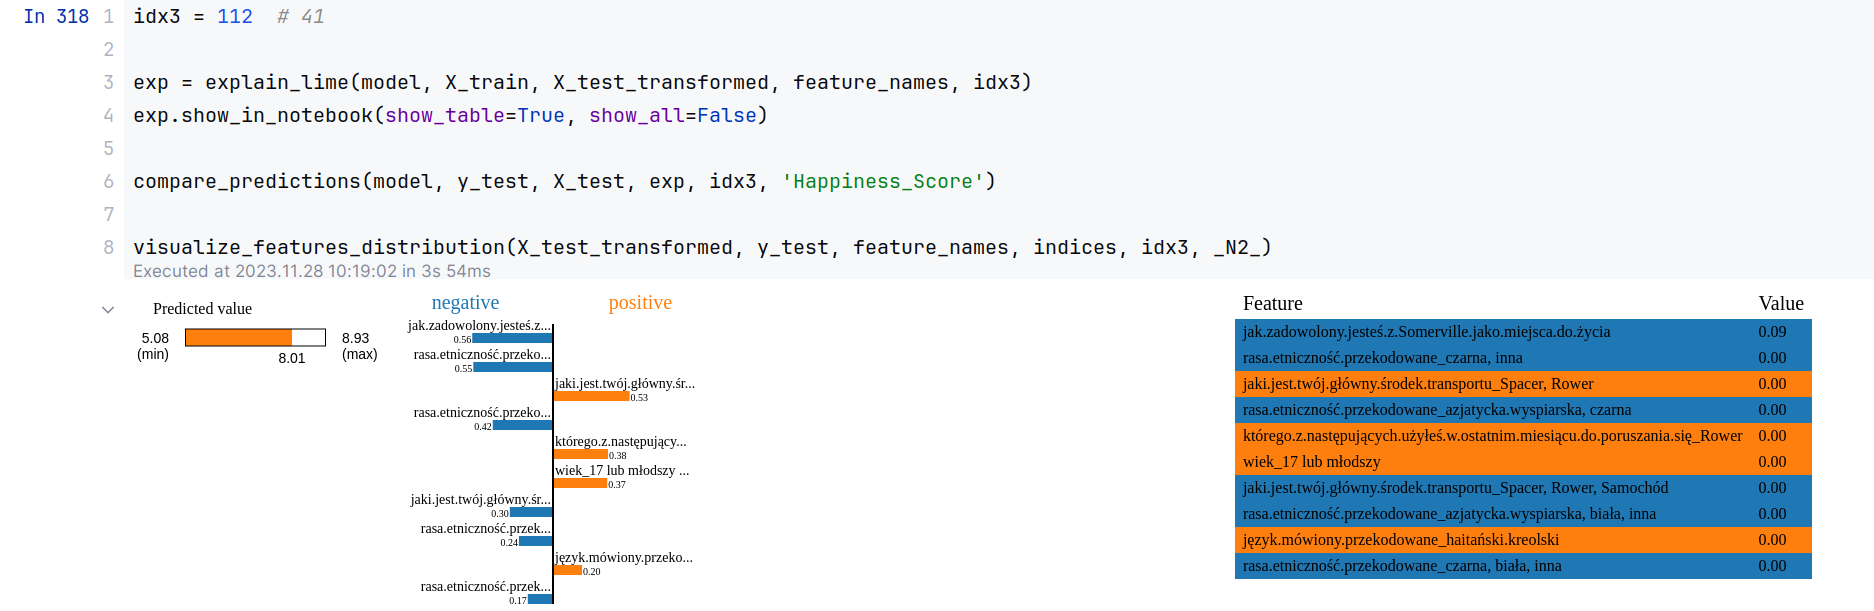 In 318
1 idx3 = 112  # 41
2
3 exp = explain_lime(model, X_train, X_test_transformed, feature_names, idx3)
4 exp.show_in_notebook(show_table=True, show_all=False)
5
6 compare_predictions(model, y_test, X_test, exp, idx3, 'Happiness_Score')
7
8 visualize_features_distribution(X_test_transformed, y_test, feature_names, indices, idx3, _N2_)
Executed at 2023.11.28 10:19:02 in 3s 54ms
Predicted value
5.08
(min)
8.01
8.93
(max)
negative positive
jak.zadowolony.jesteś.z...
0.56
rasa.etniczność.przeko...
0.55
jaki.jest.twój.główny.śr...
0.53
rasa.etniczność.przeko...
0.42
którego.z.następujący...
0.38
wiek_17 lub młodszy ...
0.37
jaki.jest.twój.główny.śr...
0.30
rasa.etniczność.przek...
0.24
język.mówiony.przeko...
0.20
rasa.etniczność.przek...
0.17
Feature Value
jak.zadowolony.jesteś.z.Somerville.jako.miejsca.do.życia 0.09
rasa.etniczność.przekodowane_czarna, inna 0.00
jaki.jest.twój.główny.środek.transportu_Spacer, Rower 0.00
rasa.etniczność.przekodowane_azjatycka.wyspiarska, czarna 0.00
którego.z.następujących.użyłeś.w.ostatnim.miesiącu.do.poruszania.się_Rower 0.00
wiek_17 lub młodszy 0.00
jaki.jest.twój.główny.środek.transportu_Spacer, Rower, Samochód 0.00
rasa.etniczność.przekodowane_azjatycka.wyspiarska, biała, inna 0.00
język.mówiony.przekodowane_haitański.kreolski 0.00
rasa.etniczność.przekodowane_czarna, biała, inna 0.00